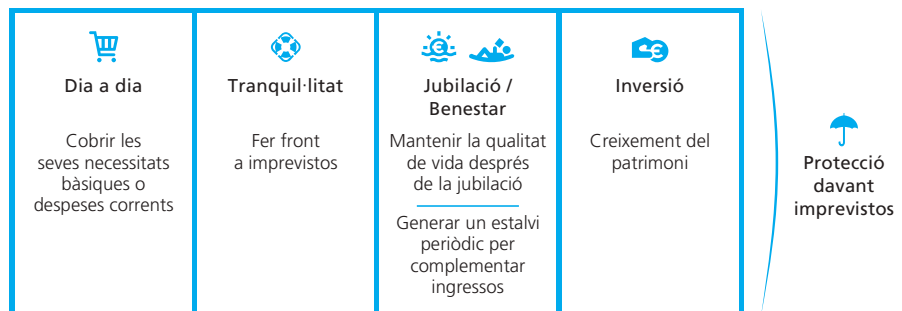 Dia a dia
Cobrir les
seves necessitats
bàsiques o
despeses corrents
Tranquil·litat
Fer front
a imprevistos
Jubilació /
Benestar
Mantenir la qualitat
de vida després
de la jubilació
Generar un estalvi
periòdic per
complementar
ingressos
Inversió
Creixement del
patrimoni
Protecció
davant
imprevistos